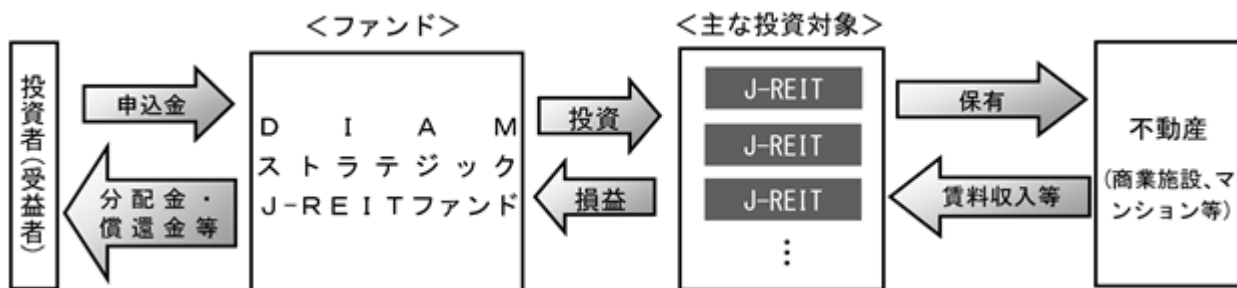 ＜ファンド＞
＜主な投資対象＞
投資者（受益者）
申込金
分配金・
償還金等
ＤＩＡＭ
ストラテジック
Ｊ−ＲＥＩＴファンド
投資
損益
J-REIT
J-REIT
J-REIT
⋮
保有
賃料収入等
不動産
（商業施設、マ
ンション等）